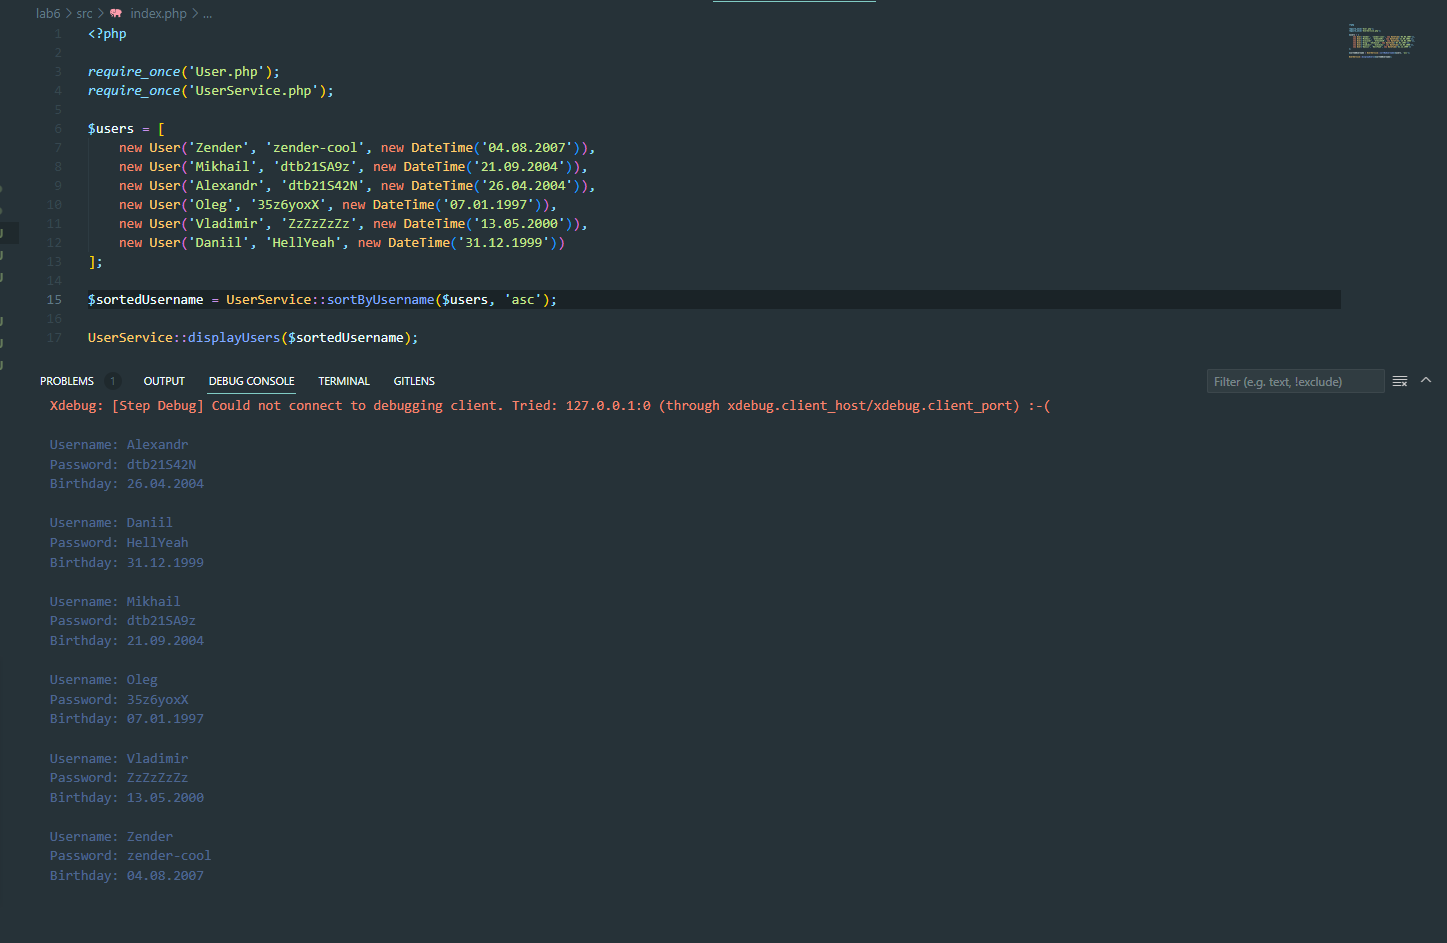 lab6 > src > index.php > ...
1 <?php
2
3 require_once('User.php');
4 require_once('UserService.php');
5
6 $users = [
7 new User('Zender', 'zender-cool', new DateTime('04.08.2007')),
8 new User('Mikhail', 'dtb21SA9z', new DateTime('21.09.2004')),
9 new User('Alexandr', 'dtb21S42N', new DateTime('26.04.2004')),
10 new User('Oleg', '35z6yoxX', new DateTime('07.01.1997')),
11 new User('Vladimir', 'ZzZzZzZz', new DateTime('13.05.2000')),
12 new User('Daniil', 'HellYeah', new DateTime('31.12.1999'))
13 ];
14
15 $sortedUsername = UserService::sortByUsername($users, 'asc');
16
17 UserService::displayUsers($sortedUsername);
PROBLEMS 1 OUTPUT DEBUG CONSOLE TERMINAL GITLENS Filter (e.g. text, !exclude)
Xdebug: [Step Debug] Could not connect to debugging client. Tried: 127.0.0.1:0 (through xdebug.client_host/xdebug.client_port) :-(
Username: Alexandr
Password: dtb21S42N
Birthday: 26.04.2004
Username: Daniil
Password: HellYeah
Birthday: 31.12.1999
Username: Mikhail
Password: dtb21SA9z
Birthday: 21.09.2004
Username: Oleg
Password: 35z6yoxX
Birthday: 07.01.1997
Username: Vladimir
Password: ZzZzZzZz
Birthday: 13.05.2000
Username: Zender
Password: zender-cool
Birthday: 04.08.2007